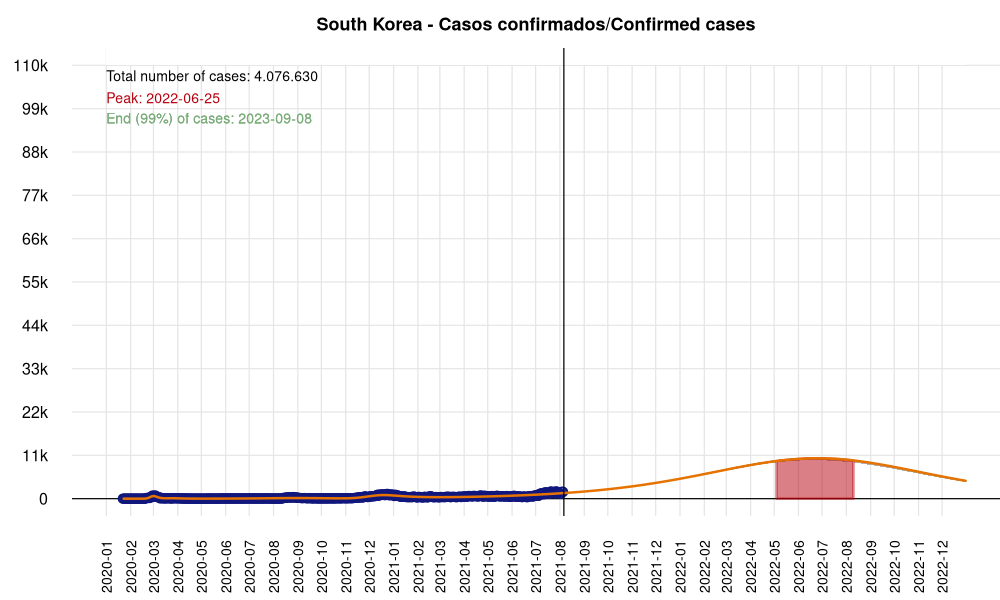 South Korea - Casos confirmados/Confirmed cases
Total number of cases: 4.076.630
Peak: 2022-06-25
End (99%) of cases: 2023-09-08
110k
99k
88k
77k
66k
55k
44k
33k
22k
11k
0
2020-01
2020-02
2020-03
2020-04
2020-05
2020-06
2020-07
2020-08
2020-09
2020-10
2020-11
2020-12
2021-01
2021-02
2021-03
2021-04
2021-05
2021-06
2021-07
2021-08
2021-09
2021-10
2021-11
2021-12
2022-01
2022-02
2022-03
2022-04
2022-05
2022-06
2022-07
2022-08
2022-09
2022-10
2022-11
2022-12